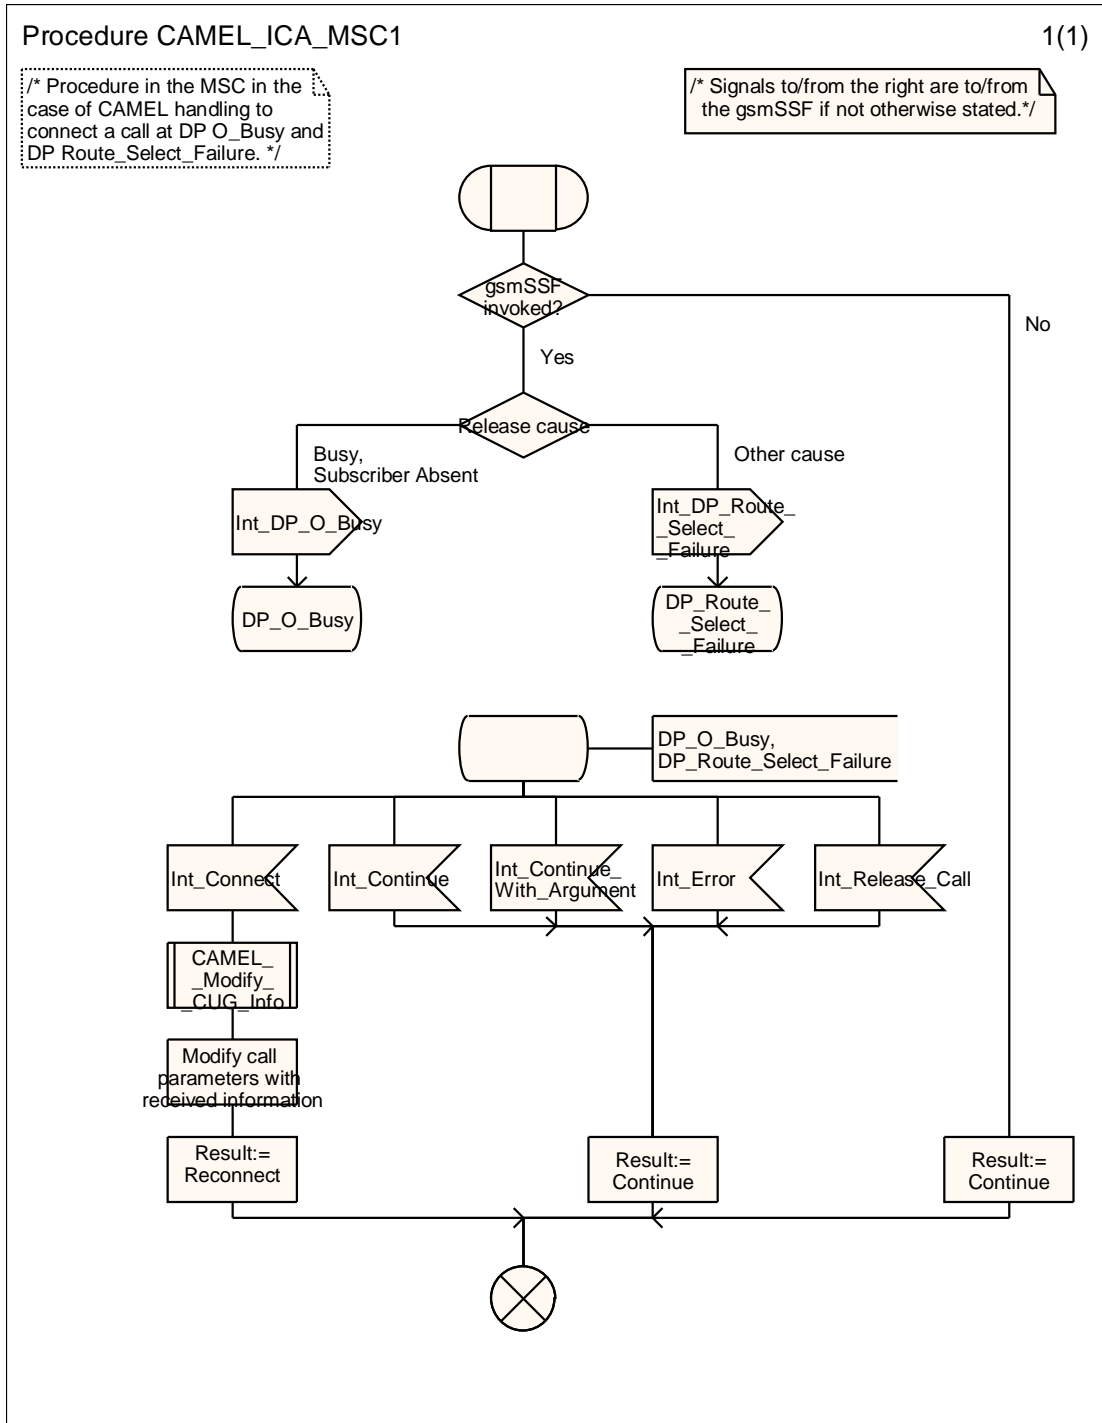 Procedure CAMEL_ICA_MSC1
1(1)
/* Procedure in the MSC in the
case of CAMEL handling to
connect a call at DP O_Busy and
DP Route_Select_Failure. */
/* Signals to/from the right are to/from
the gsmSSF if not otherwise stated.*/
gsmSSF
invoked?
No
Yes
Release cause
Busy,
Subscriber Absent
Other cause
Int_DP_O_Busy
Int_DP_Route_
_Select_
_Failure
DP_O_Busy
DP_Route_
_Select_
_Failure
DP_O_Busy,
DP_Route_Select_Failure
Int_Connect
Int_Continue
Int_Continue_
With_Argument
Int_Error
Int_Release_Call
CAMEL_
_Modify_
_CUG_Info
Modify call
parameters with
received information
Result:=
Reconnect
Result:=
Continue
Result:=
Continue